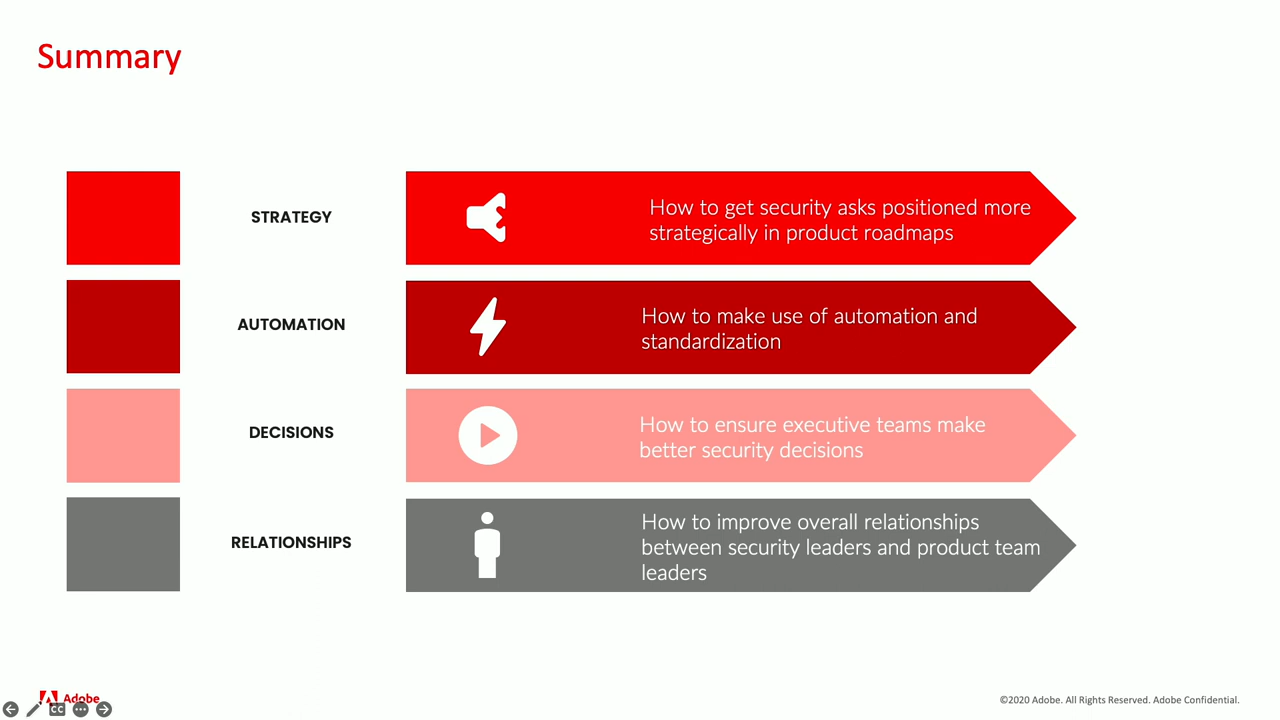 Summary
STRATEGY
How to get security asks positioned more
strategically in product roadmaps
AUTOMATION
How to make use of automation and
standardization
DECISIONS
How to ensure executive teams make
better security decisions
RELATIONSHIPS
How to improve overall relationships
between security leaders and product team
leaders
Adobe
CC
©2020 Adobe. All Rights Reserved. Adobe Confidential.